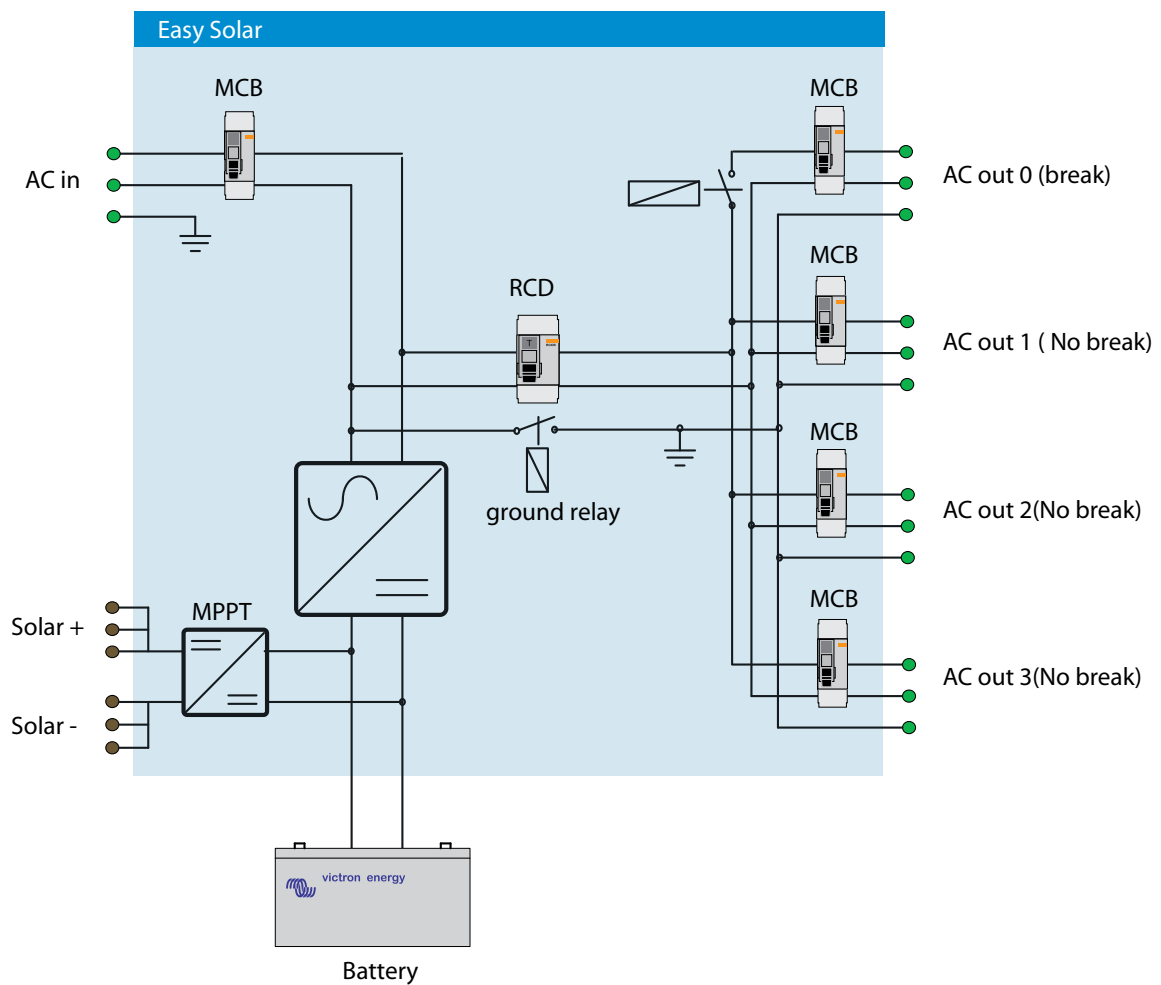 Easy Solar
MCB
MCB
AC in
AC out 0 (break)
MCB
RCD
AC out 1 ( No break)
MCB
T
ground relay
AC out 2(No break)
MCB
MPPT
Solar +
AC out 3(No break)
Solar -
victron energy
Battery